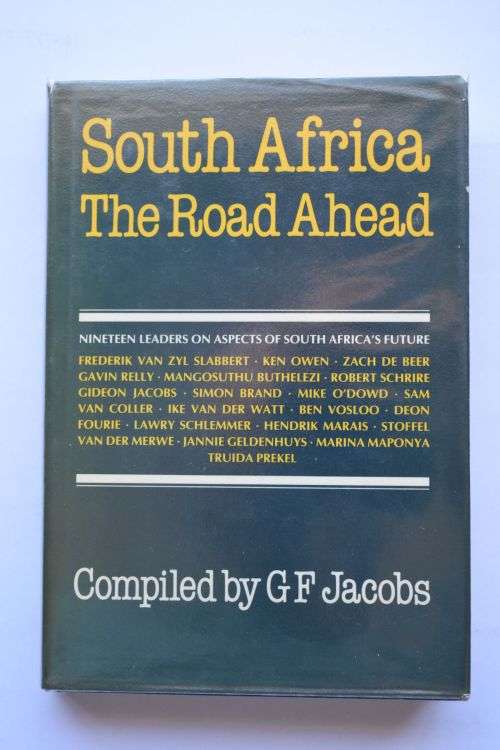 South Africa
The Road Ahead
NINETEEN LEADERS ON ASPECTS OF SOUTH AFRICA'S FUTURE
FREDERIK VAN ZYL SLABBERT · KEN OWEN · ZACH DE BEER
GAVIN RELLY · MANGOSUTHU BUTHELEZI · ROBERT SCHRIRE
GIDEON JACOBS · SIMON BRAND · MIKE O'DOWD · SAM
VAN COLLER · IKE VAN DER WATT · BEN VOSLOO · DEON
FOURIE · LAWRY SCHLEMMER · HENDRIK MARAIS · STOFFEL
VAN DER MERWE · JANNIE GELDENHUYS · MARINA MAPONYA
TRUIDA PREKEL
Compiled by G F Jacobs